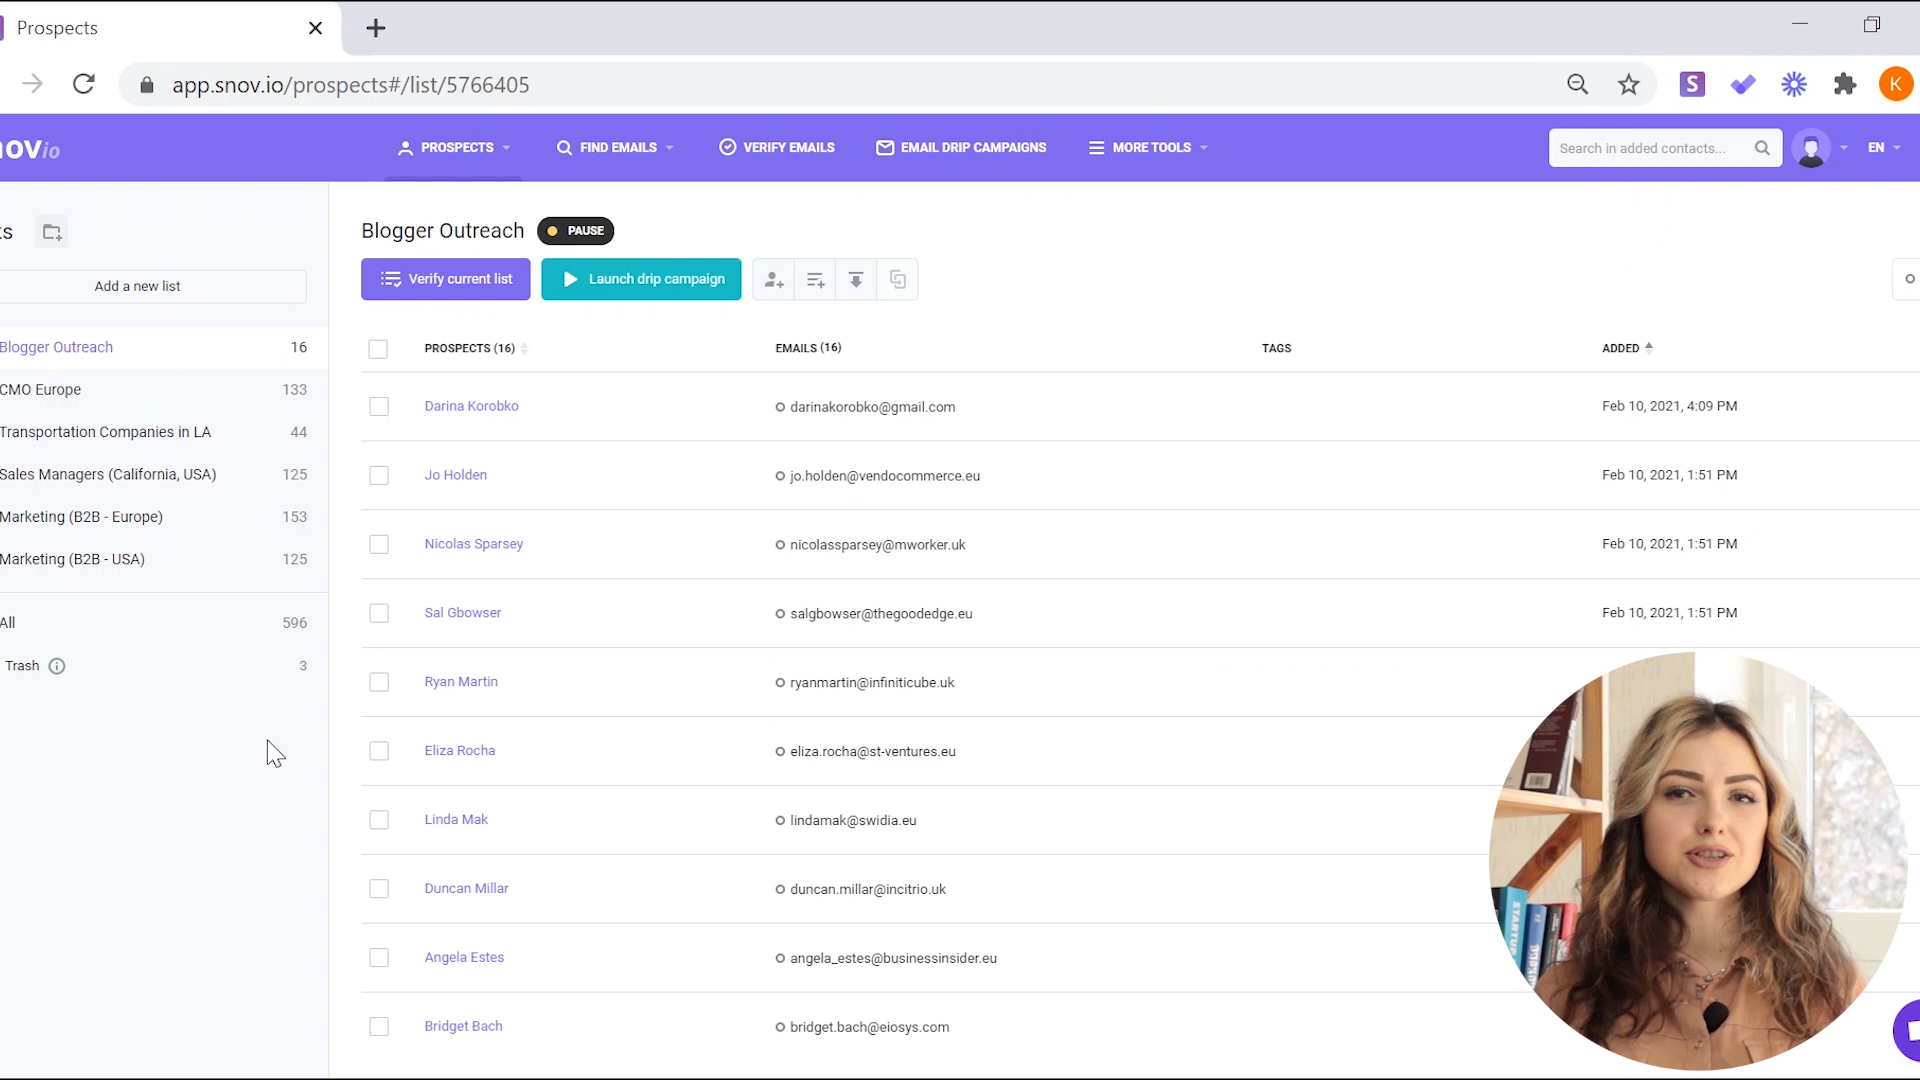 Prospects
app.snov.io/prospects#/list/5766405
K
S
novio
PROSPECTS
FIND EMAILS
VERIFY EMAILS
EMAIL DRIP CAMPAIGNS
MORE TOOLS
Search in added contacts...
EN
ts
Add a new list
Blogger Outreach 16
CMO Europe 133
Transportation Companies in LA 44
Sales Managers (California, USA) 125
Marketing (B2B - Europe) 153
Marketing (B2B - USA) 125
All 596
Trash 3
Blogger Outreach PAUSE
Verify current list
Launch drip campaign
PROSPECTS (16) EMAILS (16) TAGS ADDED
Darina Korobko darinakorobko@gmail.com Feb 10, 2021, 4:09 PM
Jo Holden jo.holden@vendocommerce.eu Feb 10, 2021, 1:51 PM
Nicolas Sparsey nicolassparsey@mworker.uk Feb 10, 2021, 1:51 PM
Sal Gbowser salgbowser@thegoodedge.eu Feb 10, 2021, 1:51 PM
Ryan Martin ryanmartin@infiniticube.uk
Eliza Rocha eliza.rocha@st-ventures.eu
Linda Mak lindamak@swidia.eu
Duncan Millar duncan.millar@incitrio.uk
Angela Estes angela_estes@businessinsider.eu
Bridget Bach bridget.bach@eiosys.com
STARTUP